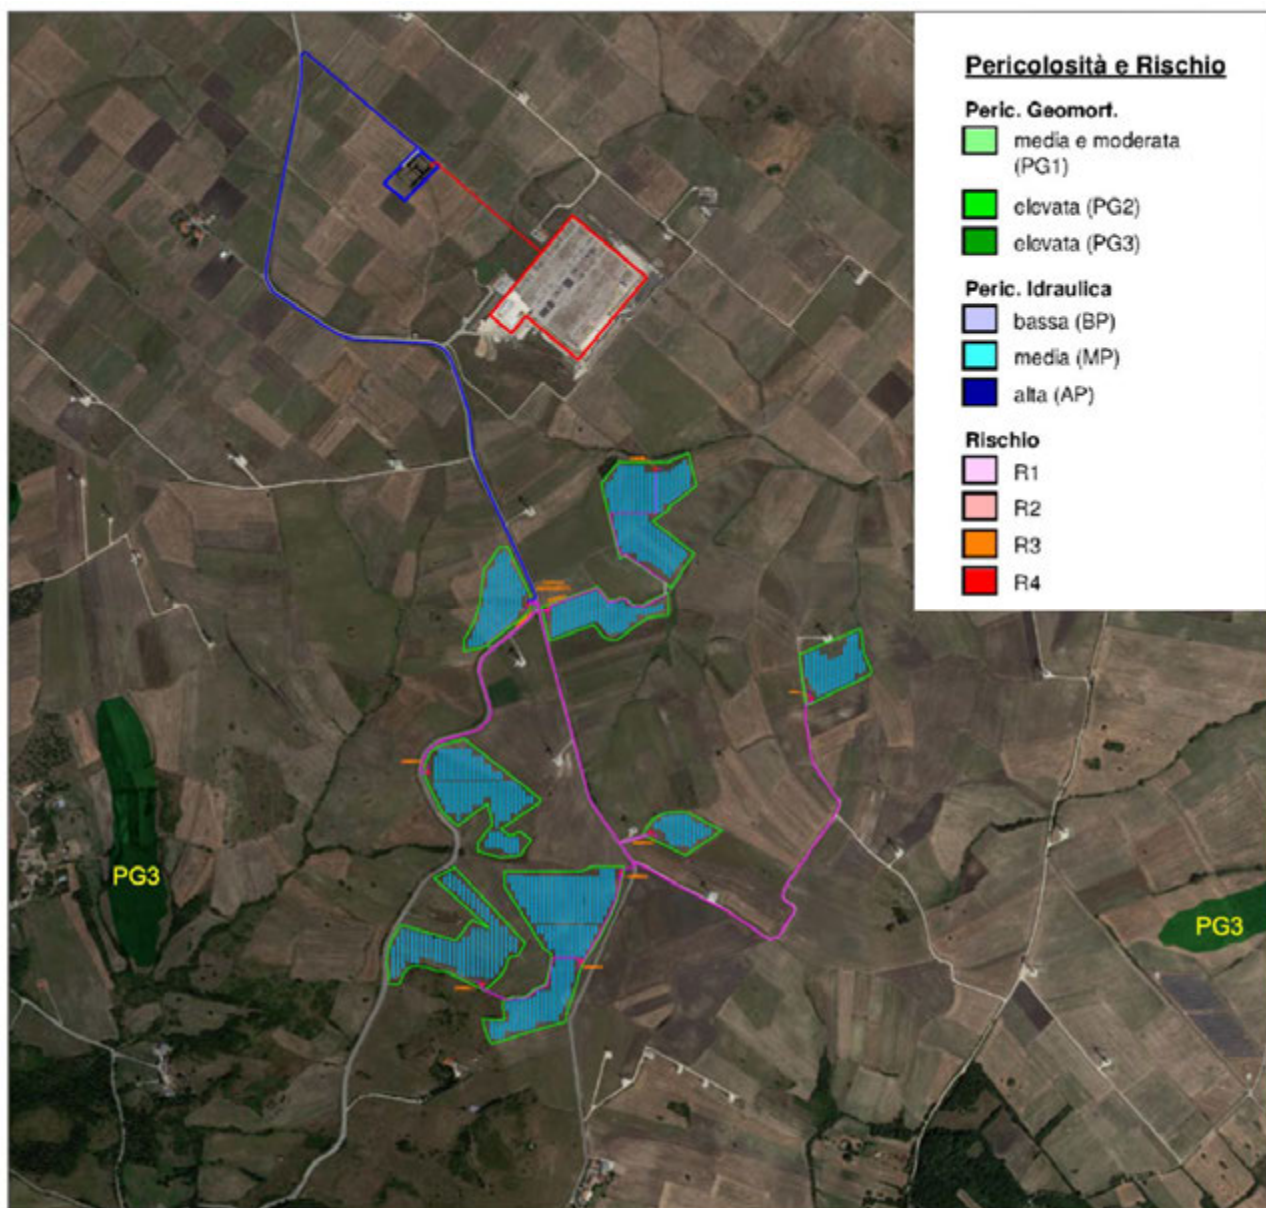 Pericolosità e Rischio
Peric. Geomorf.
media e moderata
(PG1)
elevata (PG2)
elevata (PG3)
Peric. Idraulica
bassa (BP)
media (MP)
alta (AP)
Rischio
R1
R2
R3
R4
PG3
PG3